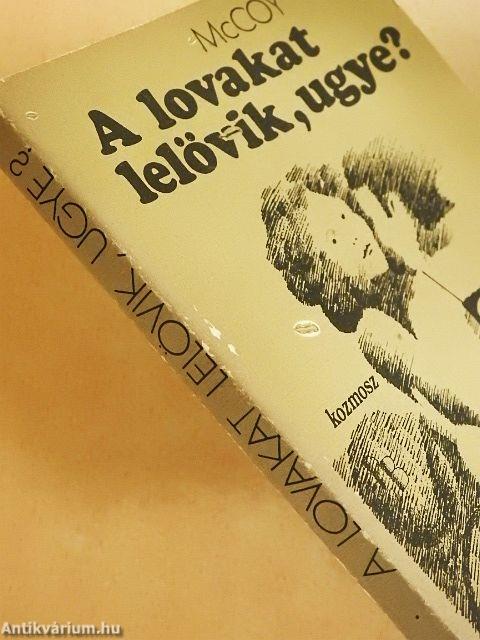 McCOY
A lovakat
lelövik, ugye?
kozmosz
A LOVAKAT LELÖVIK, UGYE?
Antikvárium.hu